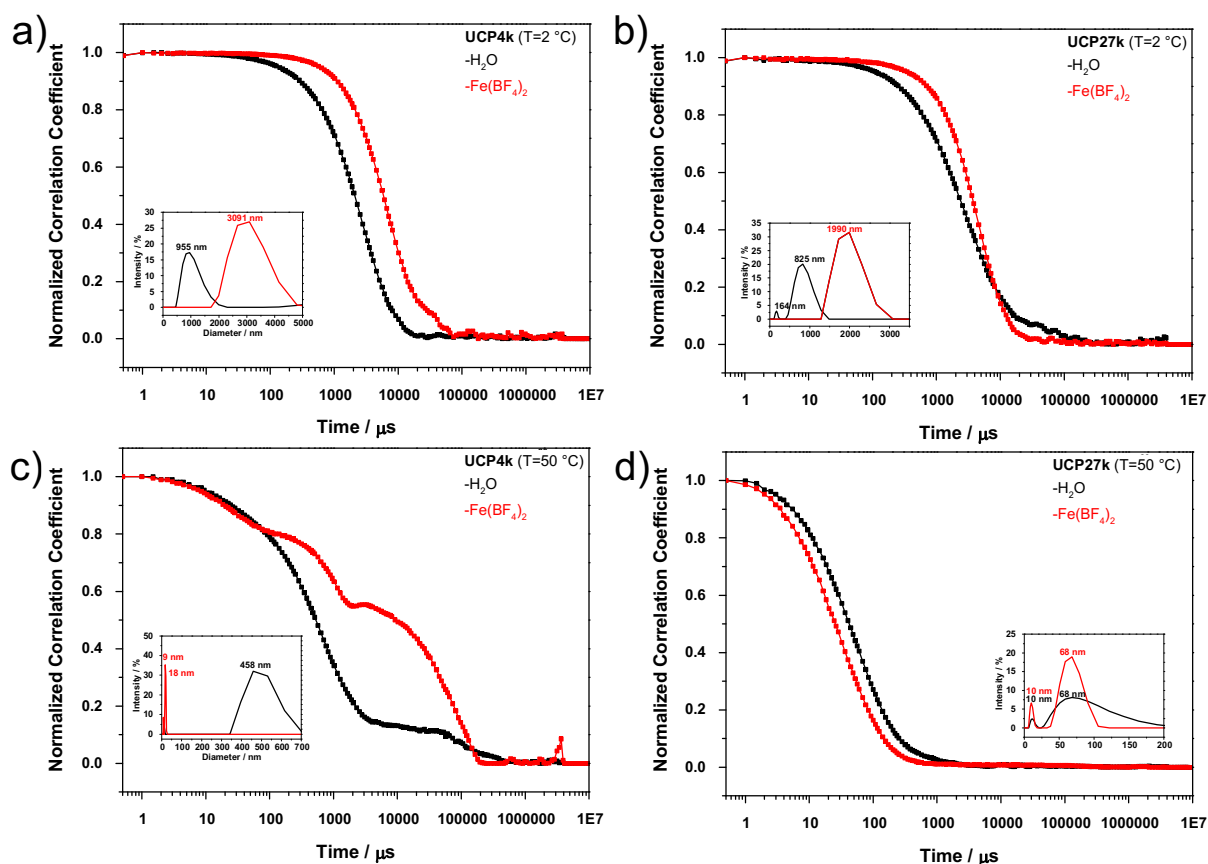 a)
UCP4k (T=2 °C)
-H₂O
-Fe(BF₄)₂
Normalized Correlation Coefficient
1.0
0.8
0.6
0.4
0.2
0.0
1 10 100 1000 10000 100000 1000000 1E7
Time / μs
Intensity / %
30
25
20
15
10
5
0
955 nm
3091 nm
0 1000 2000 3000 4000 5000
Diameter / nm
b)
UCP27k (T=2 °C)
-H₂O
-Fe(BF₄)₂
Normalized Correlation Coefficient
1.0
0.8
0.6
0.4
0.2
0.0
1 10 100 1000 10000 100000 1000000 1E7
Time / μs
Intensity / %
35
30
25
20
15
10
5
0
1990 nm
825 nm
164 nm
0 1000 2000 3000
Diameter / nm
c)
UCP4k (T=50 °C)
-H₂O
-Fe(BF₄)₂
Normalized Correlation Coefficient
1.0
0.8
0.6
0.4
0.2
0.0
1 10 100 1000 10000 100000 1000000 1E7
Time / μs
Intensity / %
50
40
30
20
10
0
9 nm
18 nm
458 nm
0 100 200 300 400 500 600 700
Diameter / nm
d)
UCP27k (T=50 °C)
-H₂O
-Fe(BF₄)₂
Normalized Correlation Coefficient
1.0
0.8
0.6
0.4
0.2
0.0
1 10 100 1000 10000 100000 1000000 1E7
Time / μs
Intensity / %
25
20
15
10
5
0
68 nm
10 nm
10 nm
68 nm
0 50 100 150 200
Diameter / nm